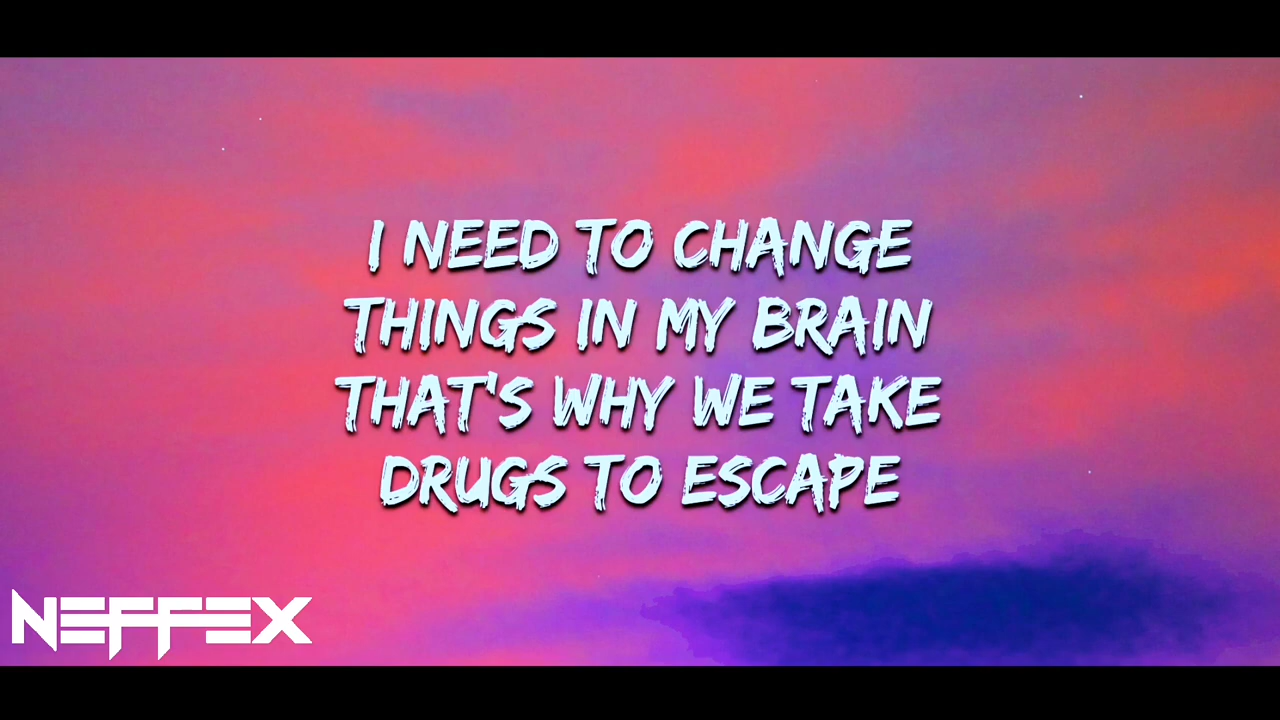 I NEED TO CHANGE
THINGS IN MY BRAIN
THAT'S WHY WE TAKE
DRUGS TO ESCAPE
NEFFEX